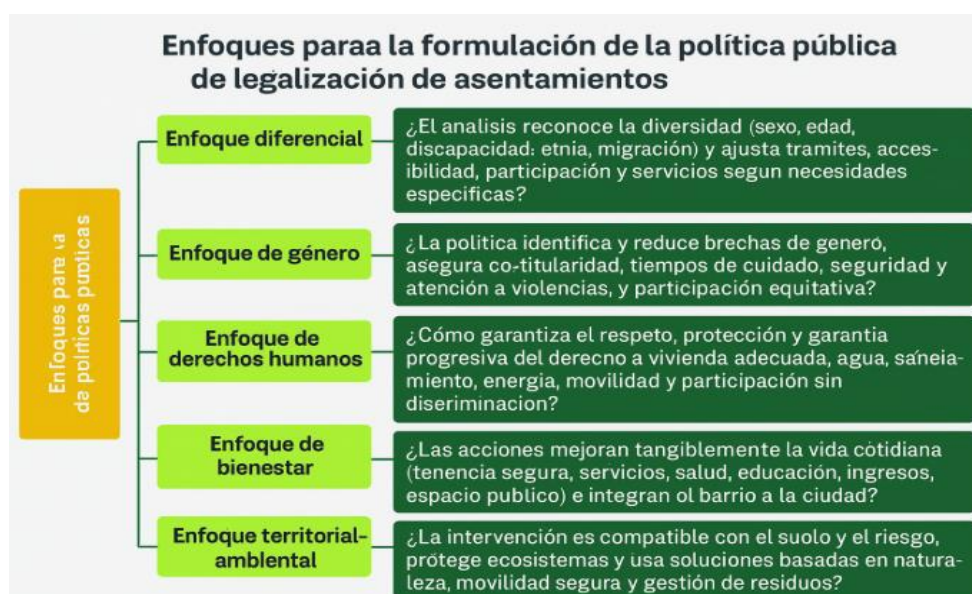 Enfoques paraa la formulación de la política pública
de legalización de asentamientos
Enfoques para la
de políticas publicas
Enfoque diferencial
¿El analisis reconoce la diversidad (sexo, edad,
discapacidad: etnia, migración) y ajusta tramites, acces-
ibilidad, participación y servicios segun necesidades
especificas?
Enfoque de género
¿La politica identifica y reduce brechas de genero,
asegura co-titularidad, tiempos de cuidado, seguridad y
atención a violencias, y participación equitativa?
Enfoque de
derechos humanos
¿Cómo garantiza el respeto, protección y garantia
progresiva del derecno a vivienda adecuada, agua, saneia-
miento, energia, movilidad y participación sin
diseriminacion?
Enfoque de
bienestar
¿Las acciones mejoran tangiblemente la vida cotidiana
(tenencia segura, servicios, salud, educación, ingresos,
espacio publico) e integran ol barrio a la ciudad?
Enfoque territorial-
ambiental
¿La intervención es compatible con el suolo y el riesgo,
protege ecosistemas y usa soluciones basadas en natura-
leza, movilidad segura y gestión de residuos?